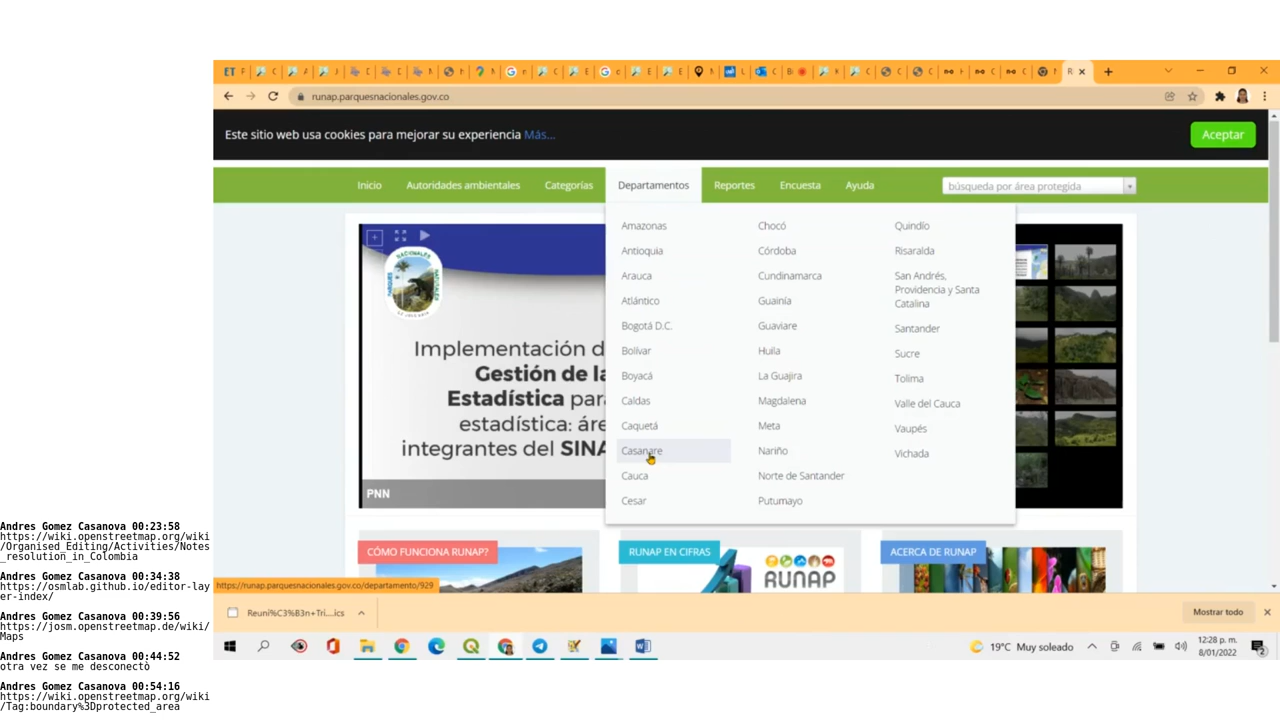 ET
runap.parquesnacionales.gov.co
Este sitio web usa cookies para mejorar su experiencia Más...
Aceptar
Inicio Autoridades ambientales Categorías Departamentos Reportes Encuesta Ayuda
búsqueda por área protegida
Amazonas
Antioquia
Arauca
Atlántico
Bogotá D.C.
Bolívar
Boyacá
Caldas
Caquetá
Casanare
Cauca
Cesar
Chocó
Córdoba
Cundinamarca
Guainía
Guaviare
Huila
La Guajira
Magdalena
Meta
Nariño
Norte de Santander
Putumayo
Quindío
Risaralda
San Andrés,
Providencia y Santa
Catalina
Santander
Sucre
Tolima
Valle del Cauca
Vaupés
Vichada
Implementación d
Gestión de la
Estadística par
estadística: áre
integrantes del SINA
PNN
CÓMO FUNCIONA RUNAP?
RUNAP EN CIFRAS
RUNAP
ACERCA DE RUNAP
https://runap.parquesnacionales.gov.co/departamento/929
Reuni%C3%B3n+Tri....ics
Mostrar todo
19°C Muy soleado
12:28 p. m.
8/01/2022
Andres Gomez Casanova 00:23:58
https://wiki.openstreetmap.org/wiki
/Organised_Editing/Activities/Notes
_resolution_in_Colombia
Andres Gomez Casanova 00:34:38
https://osmlab.github.io/editor-lay
er-index/
Andres Gomez Casanova 00:39:56
https://josm.openstreetmap.de/wiki/
Maps
Andres Gomez Casanova 00:44:52
otra vez se me desconectò
Andres Gomez Casanova 00:54:16
https://wiki.openstreetmap.org/wiki
/Tag:boundary%3Dprotected_area